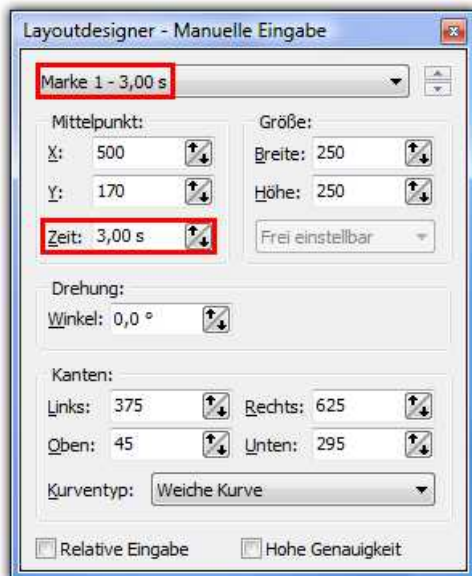 Layoutdesigner - Manuelle Eingabe
Marke 1 - 3,00 s
Mittelpunkt: Größe:
X: 500 Breite: 250
Y: 170 Höhe: 250
Zeit: 3,00 s Frei einstellbar
Drehung:
Winkel: 0,0 °
Kanten:
Links: 375 Rechts: 625
Oben: 45 Unten: 295
Kurventyp: Weiche Kurve
Relative Eingabe Hohe Genauigkeit